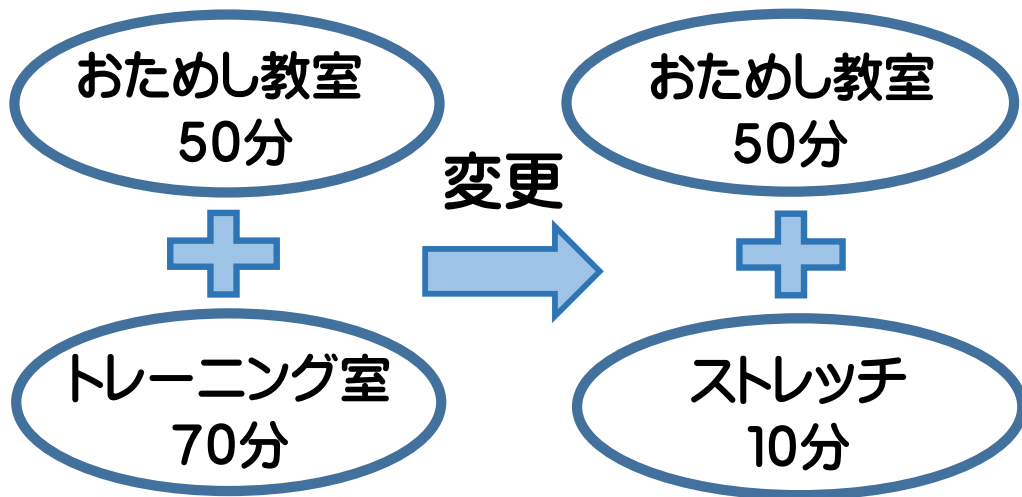 おためし教室
50分
トレーニング室
70分
変更
おためし教室
50分
ストレッチ
10分